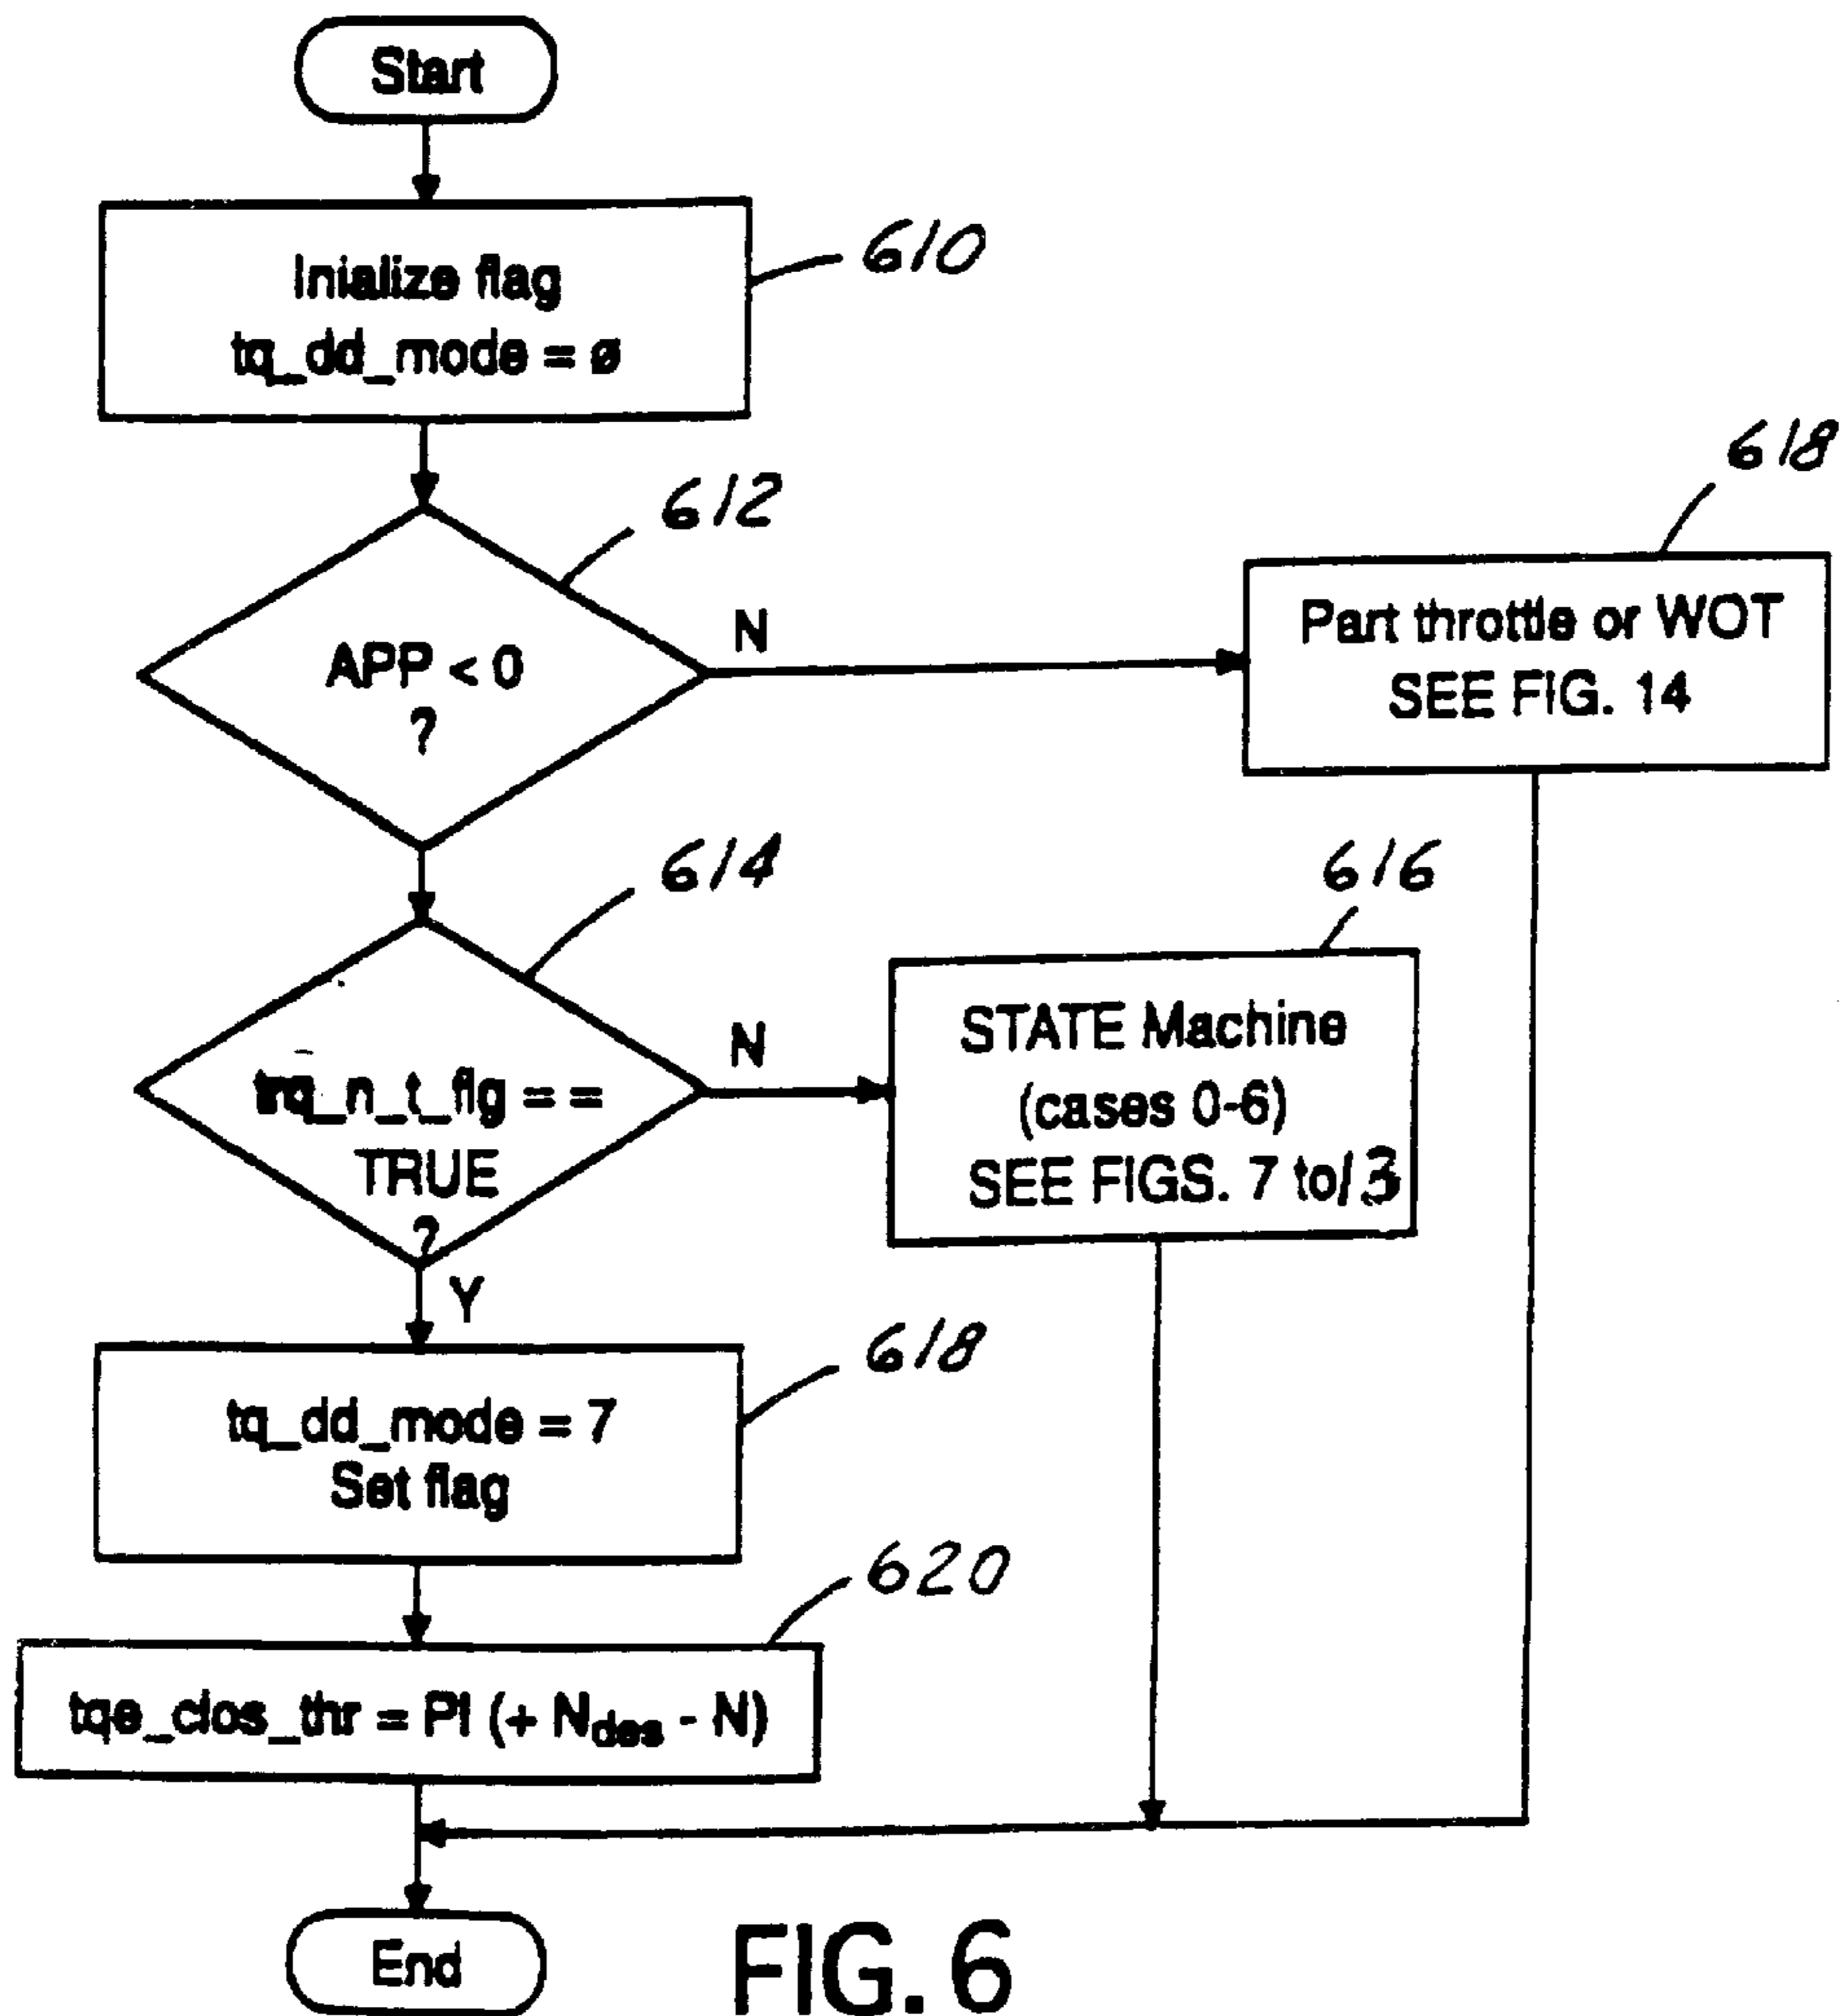 Start
610
Inialize flag
tq_dd_mode = ø
612
618
APP < 0
?
N
Part throttle or WOT
SEE FIG. 14
614
616
trq_n_t_flg = =
TRUE
?
N
STATE Machine
(cases 0-6)
SEE FIGS. 7 to 13
Y
618
tq_dd_mode = 7
Set flag
620
tqe_clos_thr = PI (+ Ndes - N)
End
FIG. 6